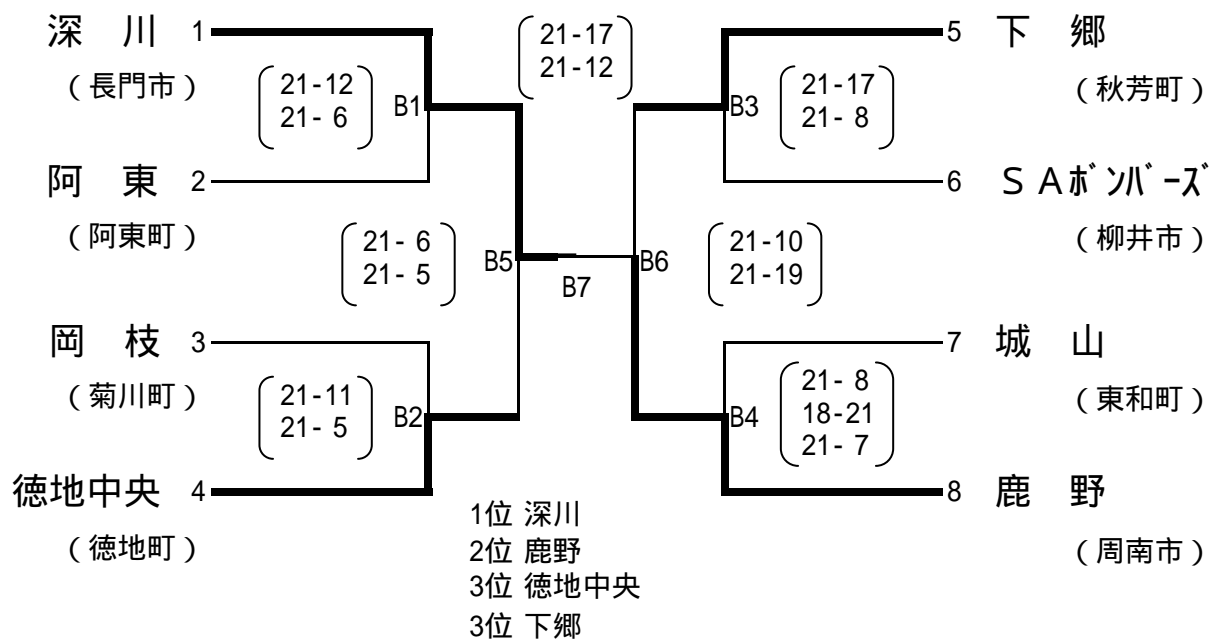 深 川 1
（長門市）
21-12
21- 6
B1
阿 東 2
（阿東町）
21-17
21-12
5 下 郷
（秋芳町）
B3
21-17
21- 8
6 ＳＡﾎﾞﾝﾊﾞｰｽﾞ
（柳井市）
21- 6
21- 5
B5
B7
B6
21-10
21-19
岡 枝 3
（菊川町）
21-11
21- 5
B2
徳地中央 4
（徳地町）
7 城 山
（東和町）
B4
21- 8
18-21
21- 7
8 鹿 野
（周南市）
1位 深川
2位 鹿野
3位 徳地中央
3位 下郷